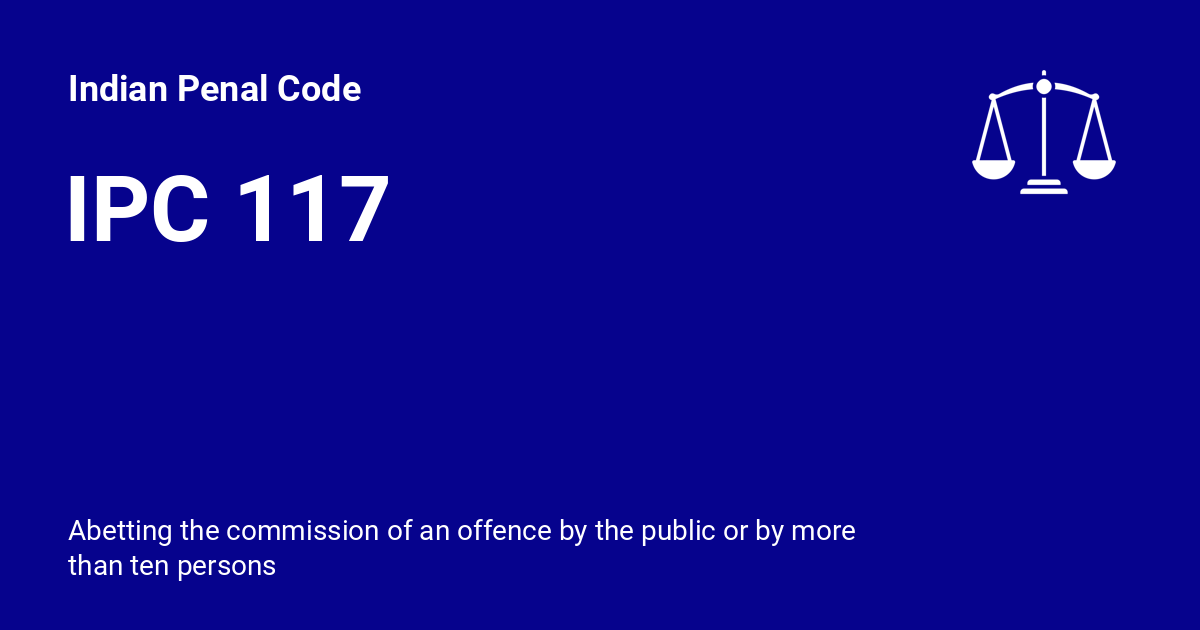 Indian Penal Code
IPC 117
Abetting the commission of an offence by the public or by more
than ten persons